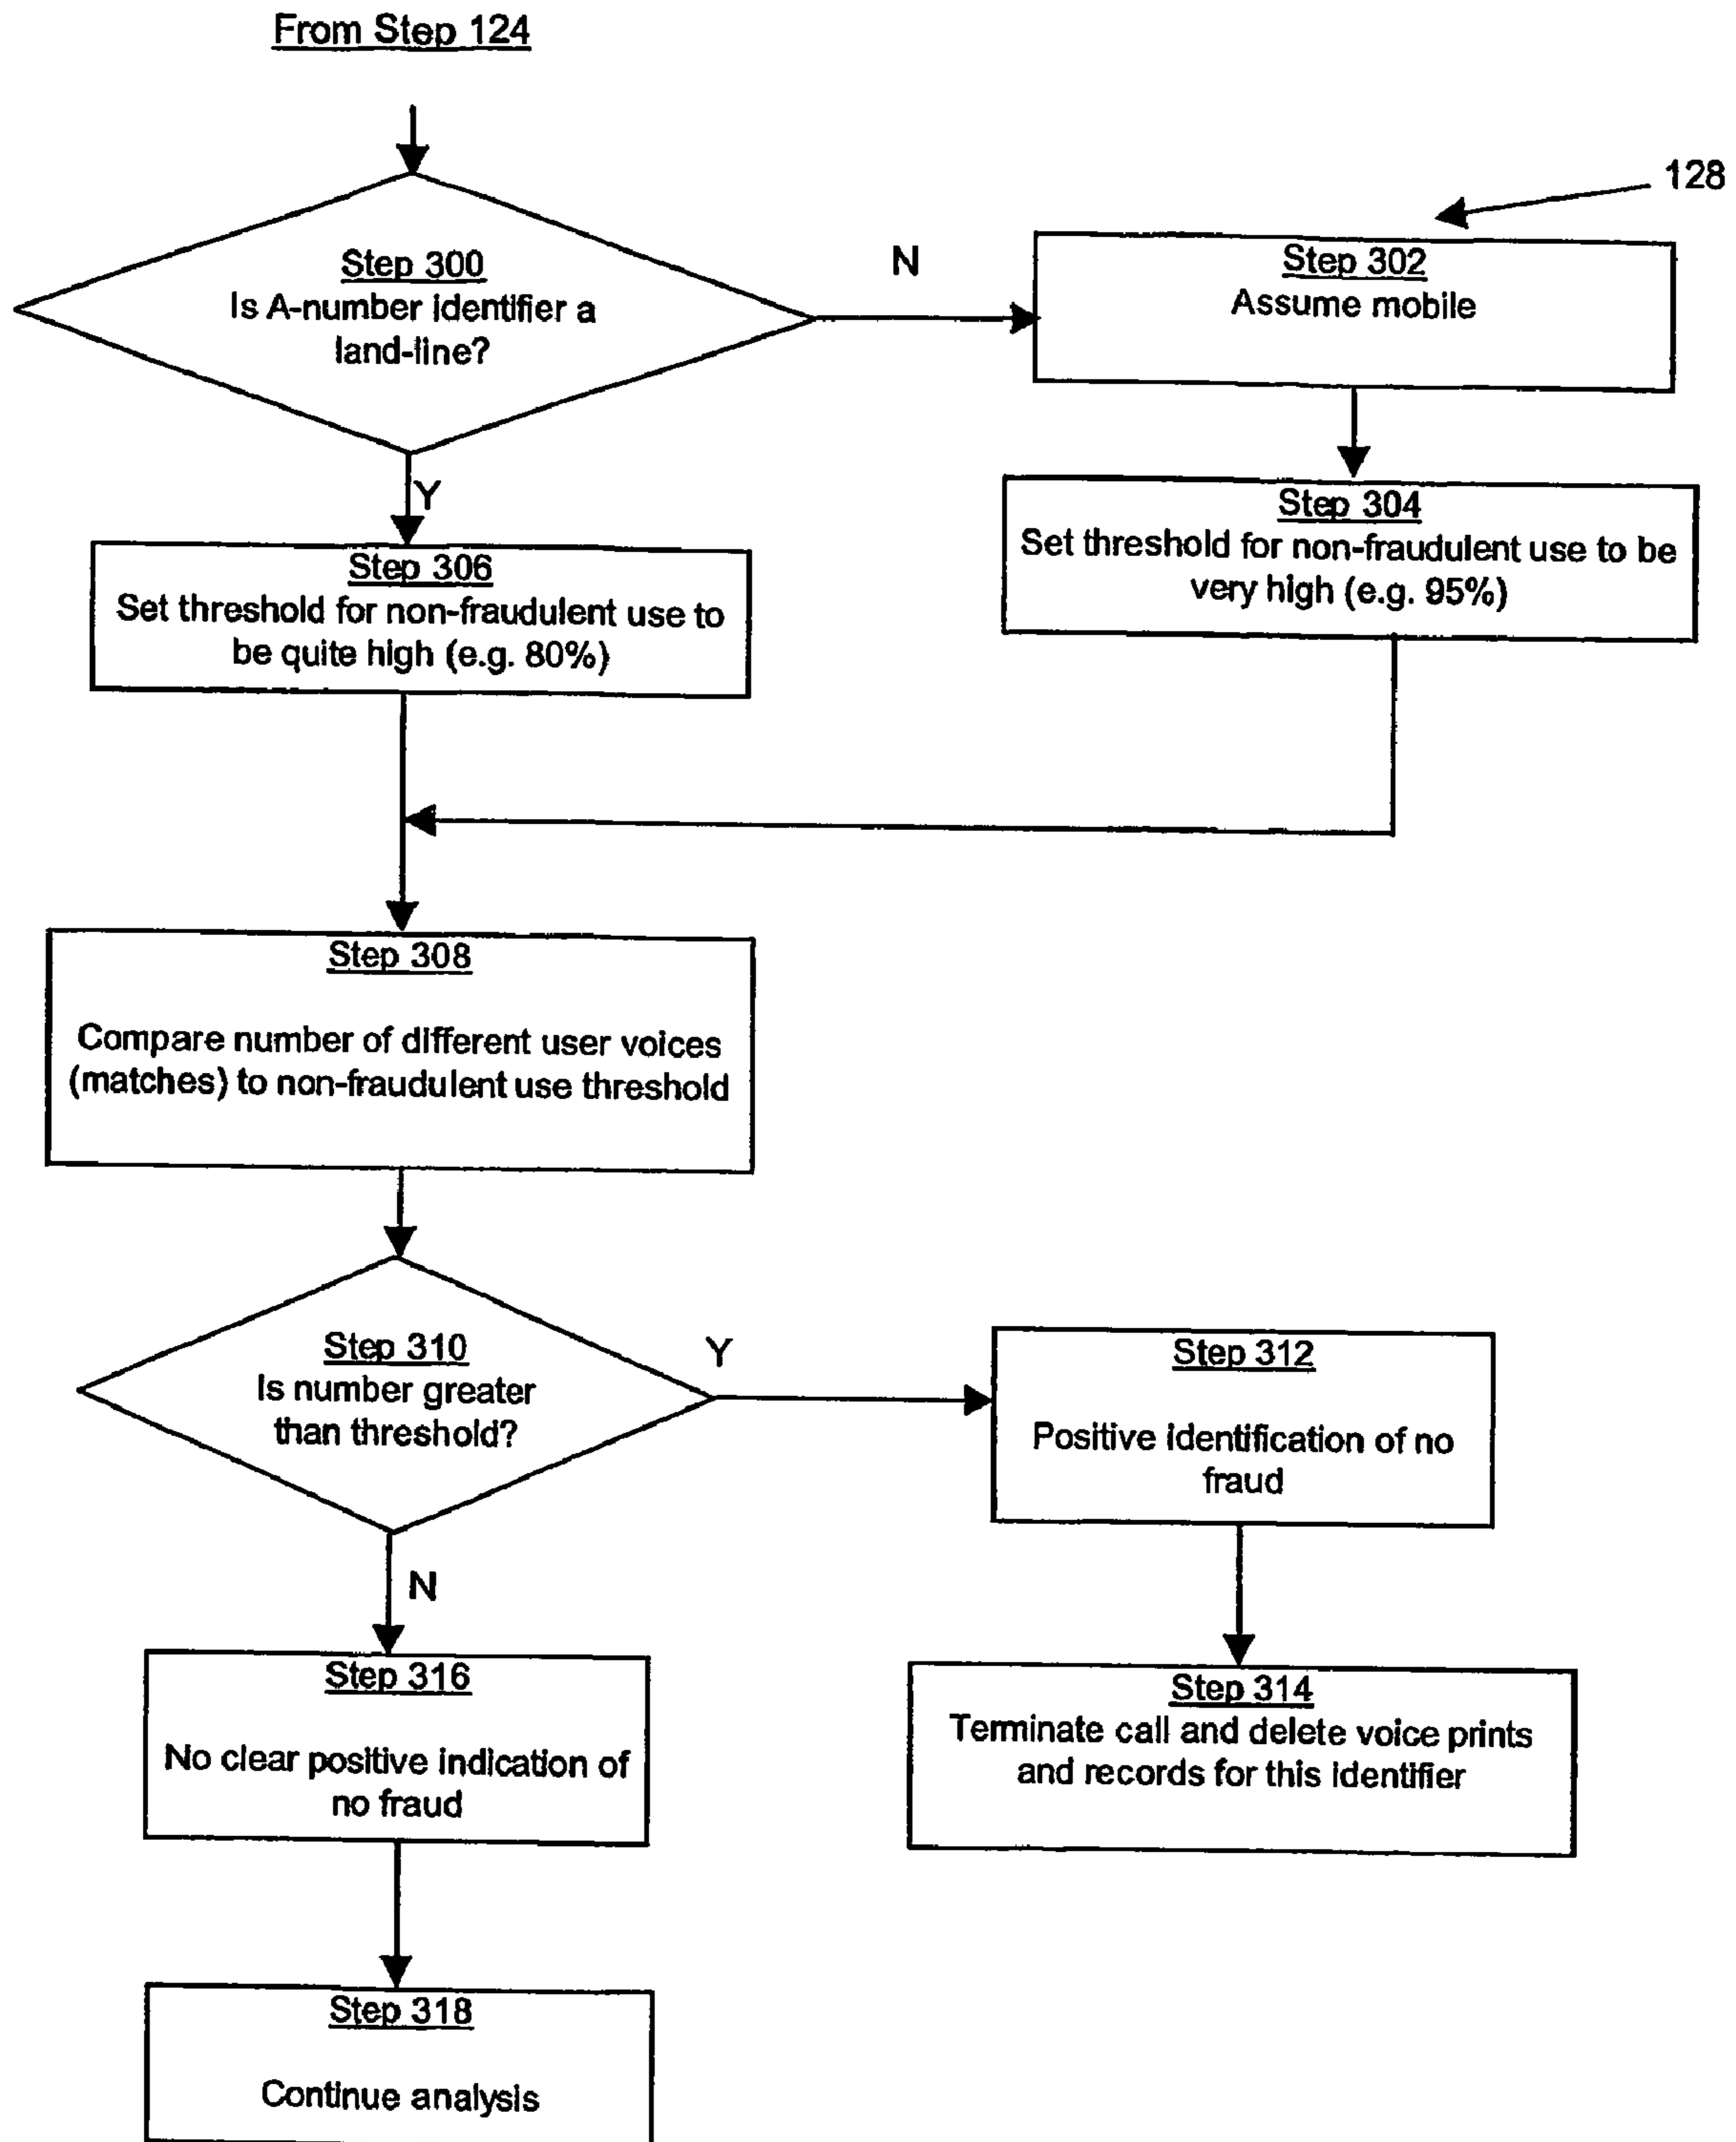 From Step 124
128
Step 300
Is A-number identifier a
land-line?
N
Step 302
Assume mobile
Y
Step 304
Set threshold for non-fraudulent use to be
very high (e.g. 95%)
Step 306
Set threshold for non-fraudulent use to
be quite high (e.g. 80%)
Step 308
Compare number of different user voices
(matches) to non-fraudulent use threshold
Step 310
Is number greater
than threshold?
Y
Step 312
Positive identification of no
fraud
N
Step 316
No clear positive indication of
no fraud
Step 314
Terminate call and delete voice prints
and records for this identifier
Step 318
Continue analysis